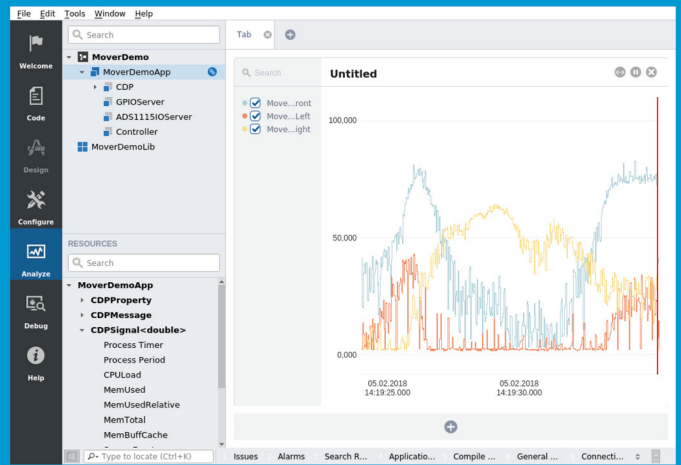 File Edit Tools Window Help
Welcome
Code
Design
Configure
Analyze
Debug
Help
Search
MoverDemo
MoverDemoApp
CDP
GPIOServer
ADS1115IOServer
Controller
MoverDemoLib
RESOURCES
Search
MoverDemoApp
CDPProperty
CDPMessage
CDPSignal<double>
Process Timer
Process Period
CPULoad
MemUsed
MemUsedRelative
MemTotal
MemBuffCache
Type to locate (Ctrl+K)
Tab
Search
Move...ront
Move...Left
Move...ight
Untitled
100,000
50,000
0,000
05.02.2018
14:19:25.000
05.02.2018
14:19:30.000
Issues Alarms Search R... Applicatio... Compile ... General ... Connecti...